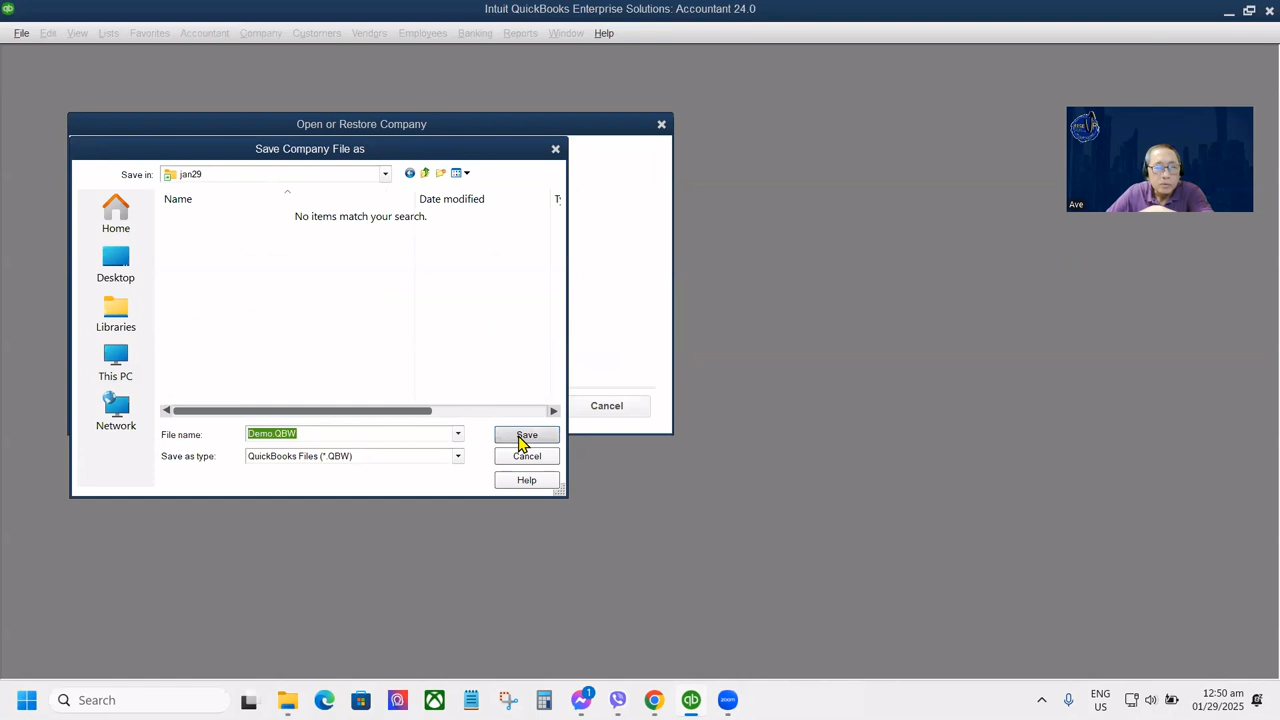 Intuit QuickBooks Enterprise Solutions: Accountant 24.0
File Edit View Lists Favorites Accountant Company Customers Vendors Employees Banking Reports Window Help
Open or Restore Company
Save Company File as
Save in: jan29
Name Date modified
No items match your search.
Home
Desktop
Libraries
This PC
Network
File name: Demo.QBW Save
Save as type: QuickBooks Files (*.QBW) Cancel
Help
Cancel
Ave
Search
1
ENG
US
12:50 am
01/29/2025